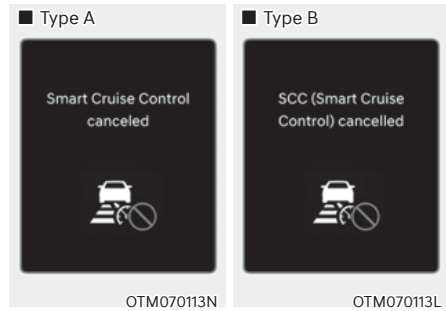 ■ Type A
Smart Cruise Control
canceled
OTM070113N
■ Type B
SCC (Smart Cruise
Control) cancelled
OTM070113L